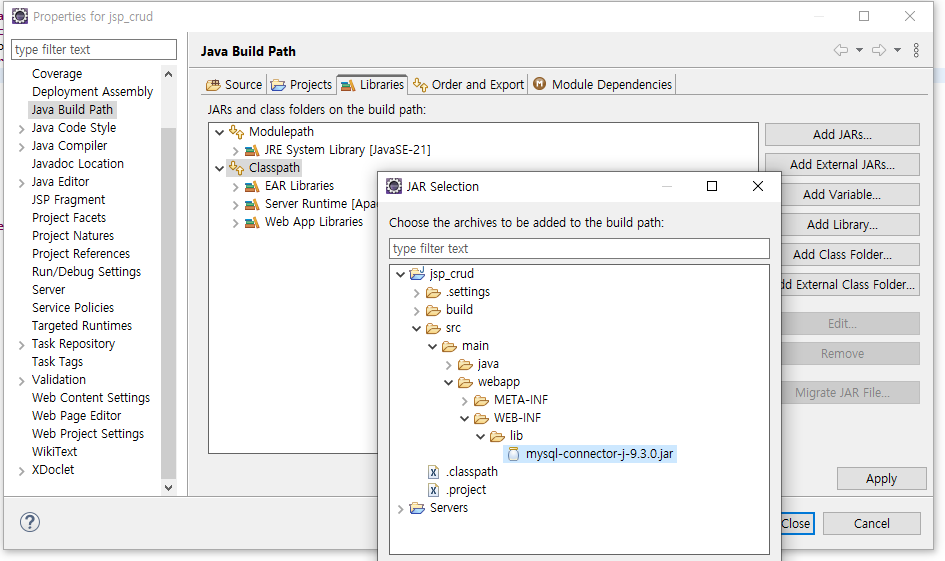 Properties for jsp_crud
type filter text
Coverage
Deployment Assembly
Java Build Path
Java Code Style
Java Compiler
Javadoc Location
Java Editor
JSP Fragment
Project Facets
Project Natures
Project References
Run/Debug Settings
Server
Service Policies
Targeted Runtimes
Task Repository
Task Tags
Validation
Web Content Settings
Web Page Editor
Web Project Settings
WikiText
XDoclet
Java Build Path
Source Projects Libraries Order and Export Module Dependencies
JARs and class folders on the build path:
Modulepath
JRE System Library [JavaSE-21]
Classpath
EAR Libraries
Server Runtime [Apac
Web App Libraries
Add JARs...
Add External JARs...
Add Variable...
Add Library...
Add Class Folder...
dd External Class Folder...
Edit...
Remove
Migrate JAR File...
Apply
Close
Cancel
JAR Selection
Choose the archives to be added to the build path:
type filter text
jsp_crud
.settings
build
src
main
java
webapp
META-INF
WEB-INF
lib
mysql-connector-j-9.3.0.jar
.classpath
.project
Servers